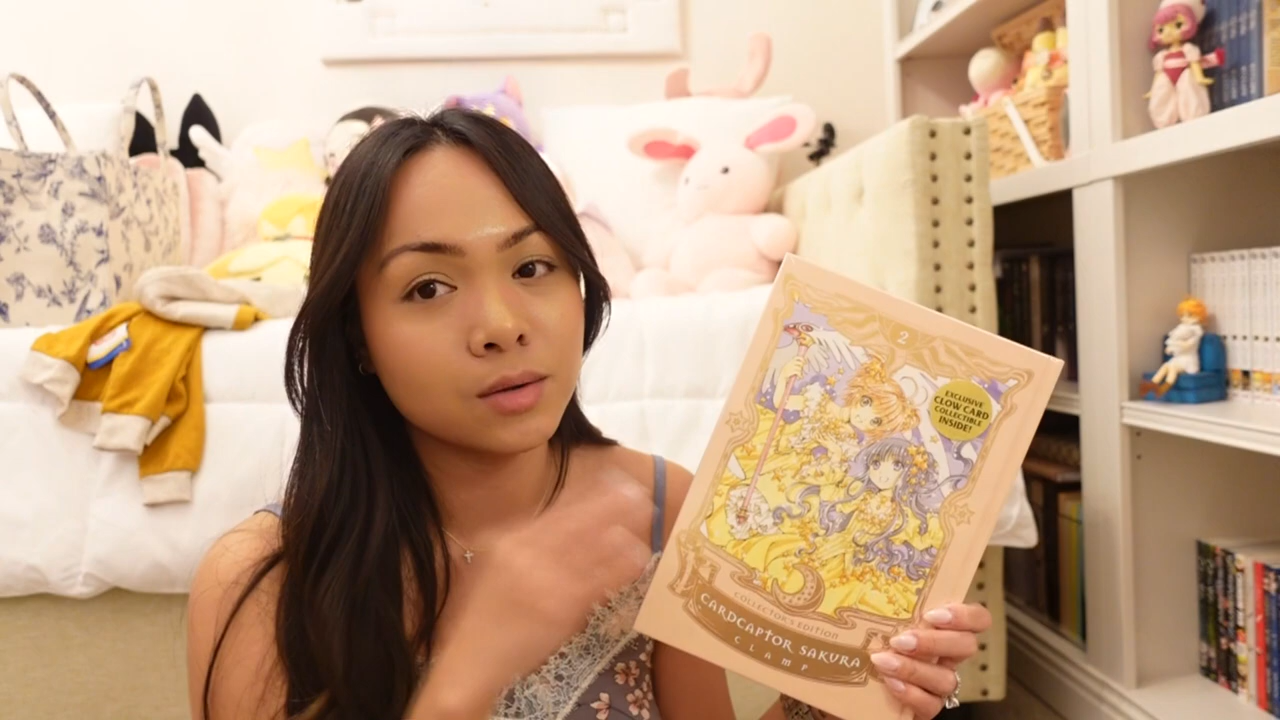 2
EXCLUSIVE
CLOW CARD
COLLECTIBLE
INSIDE!
COLLECTOR'S EDITION
CARDCAPTOR SAKURA
CLAMP